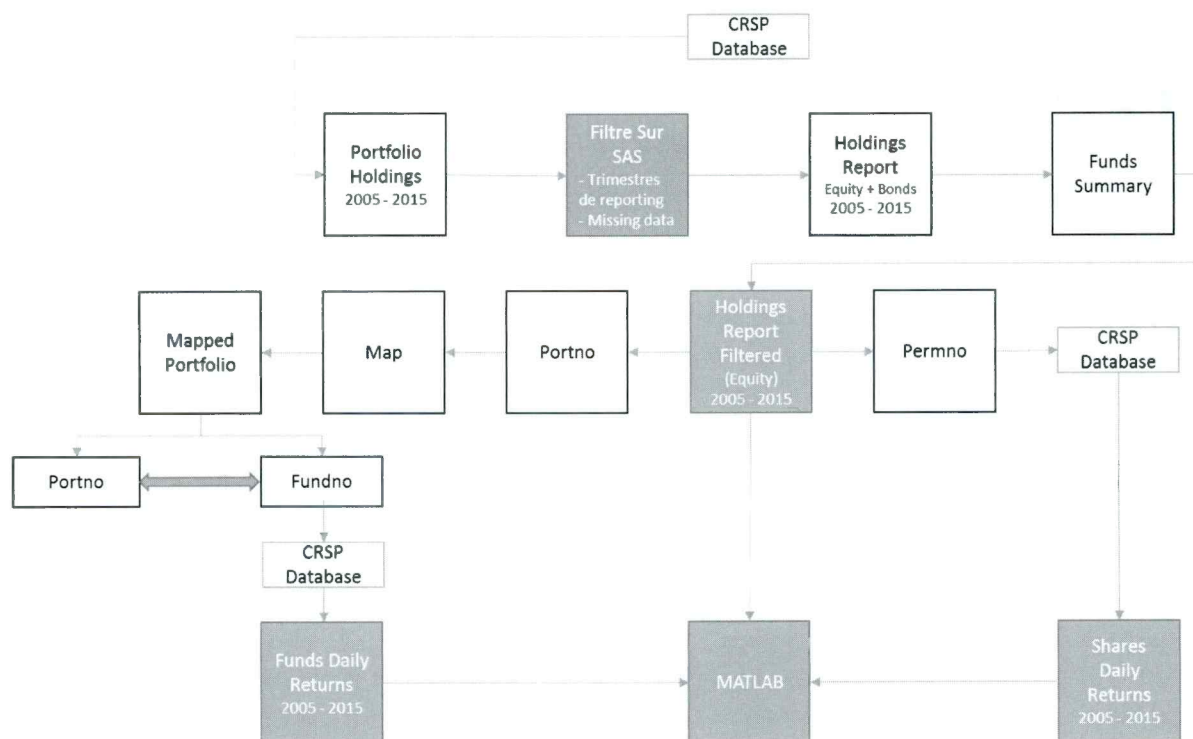 CRSP
Database
Portfolio
Holdings
2005 - 2015
Filtre Sur
SAS
- Trimestres
de reporting
- Missing data
Holdings
Report
Equity + Bonds
2005 - 2015
Funds
Summary
Mapped
Portfolio
Map
Portno
Holdings
Report
Filtered
(Equity)
2005 - 2015
Permno
CRSP
Database
Portno
Fundno
CRSP
Database
Funds Daily
Returns
2005 - 2015
MATLAB
Shares
Daily
Returns
2005 - 2015